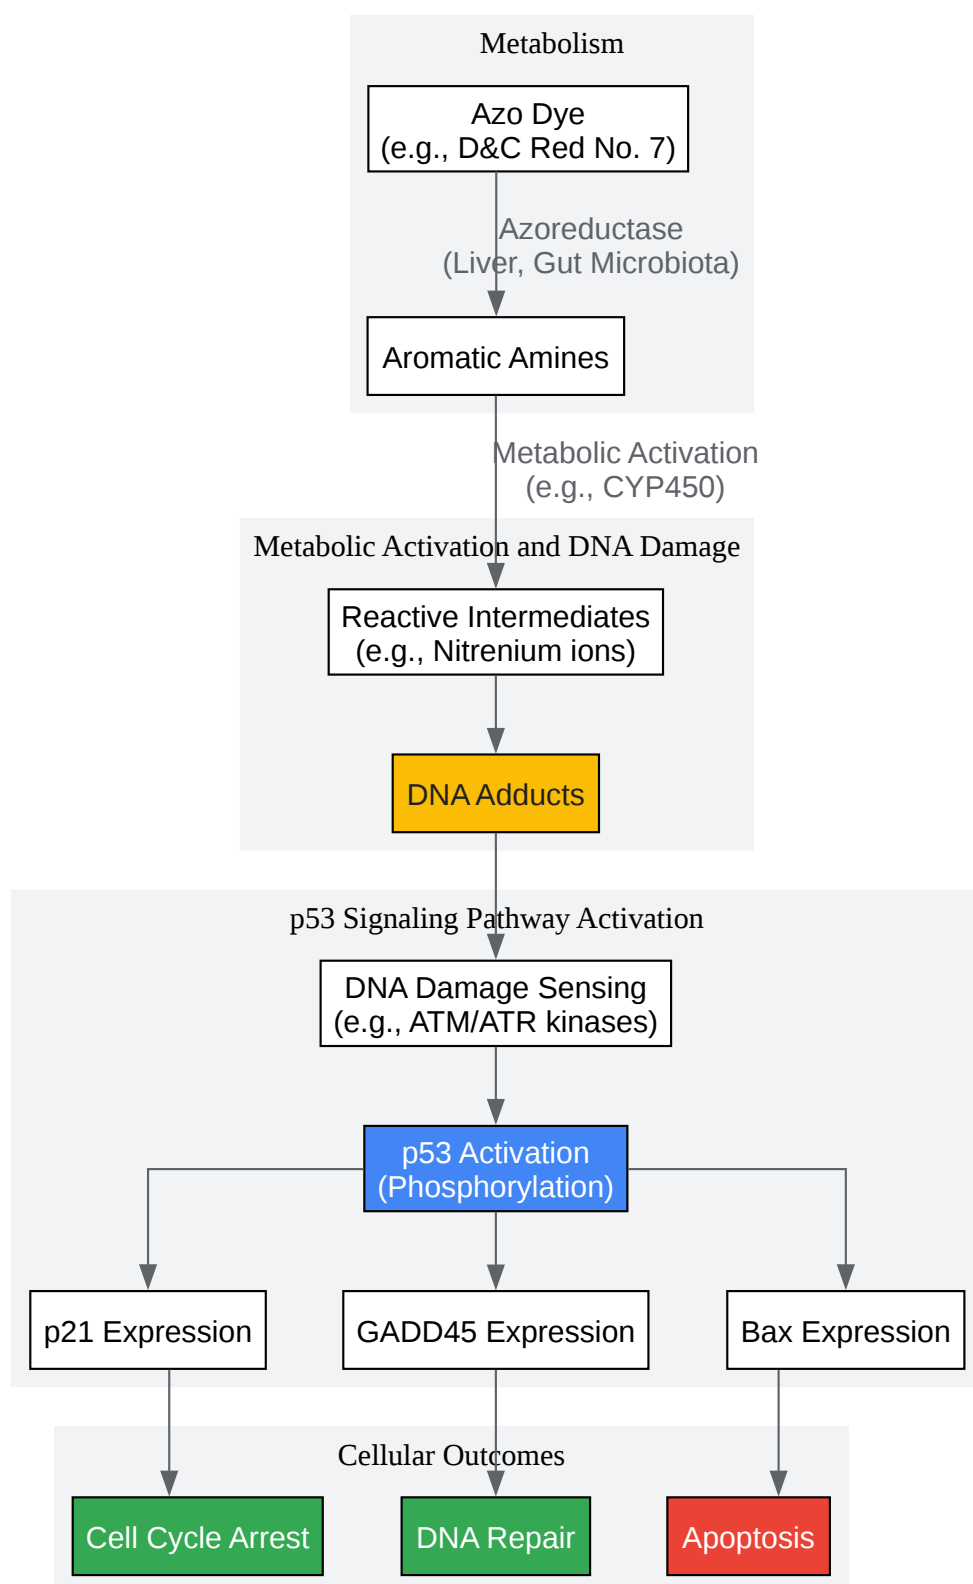 Metabolism
Azo Dye
(e.g., D&C Red No. 7)
Azoreductase
(Liver, Gut Microbiota)
Aromatic Amines
Metabolic Activation
(e.g., CYP450)
Metabolic Activation and DNA Damage
Reactive Intermediates
(e.g., Nitrenium ions)
DNA Adducts
p53 Signaling Pathway Activation
DNA Damage Sensing
(e.g., ATM/ATR kinases)
p53 Activation
(Phosphorylation)
p21 Expression
GADD45 Expression
Bax Expression
Cellular Outcomes
Cell Cycle Arrest
DNA Repair
Apoptosis